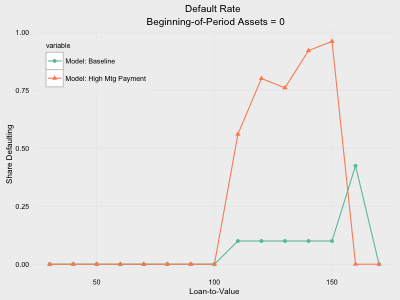 Default Rate
Beginning-of-Period Assets = 0
variable
Model: Baseline
Model: High Mtg Payment
1.00
0.75
0.50
0.25
0.00
Share Defaulting
50
100
150
Loan-to-Value